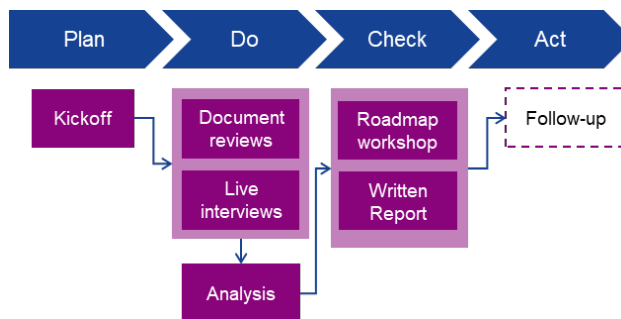 Plan
Do
Check
Act
Kickoff
Document
reviews
Live
interviews
Analysis
Roadmap
workshop
Written
Report
Follow-up